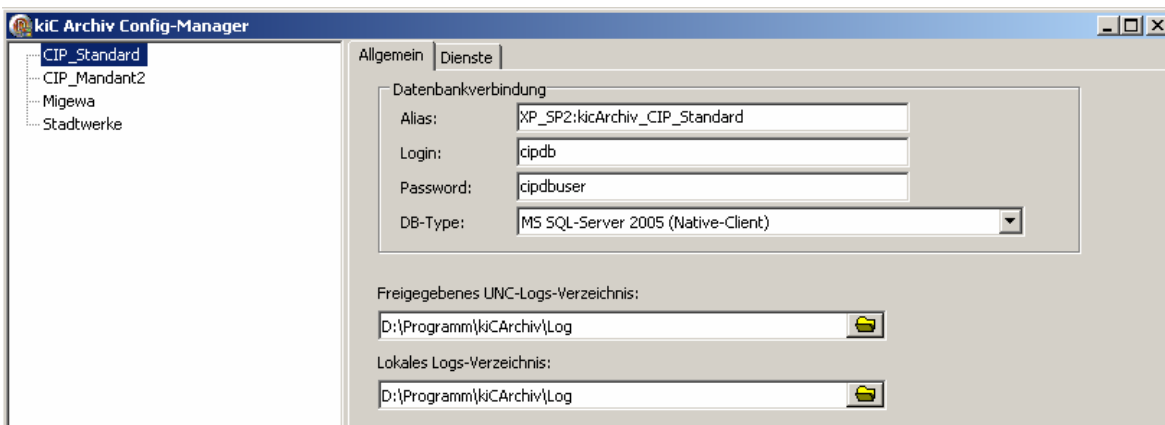 kiC Archiv Config-Manager
CIP_Standard
CIP_Mandant2
Migewa
Stadtwerke
Allgemein Dienste
Datenbankverbindung
Alias: XP_SP2:kicArchiv_CIP_Standard
Login: cipdb
Password: cipdbuser
DB-Type: MS SQL-Server 2005 (Native-Client)
Freigegebenes UNC-Logs-Verzeichnis:
D:\Programm\kiCArchiv\Log
Lokales Logs-Verzeichnis:
D:\Programm\kiCArchiv\Log